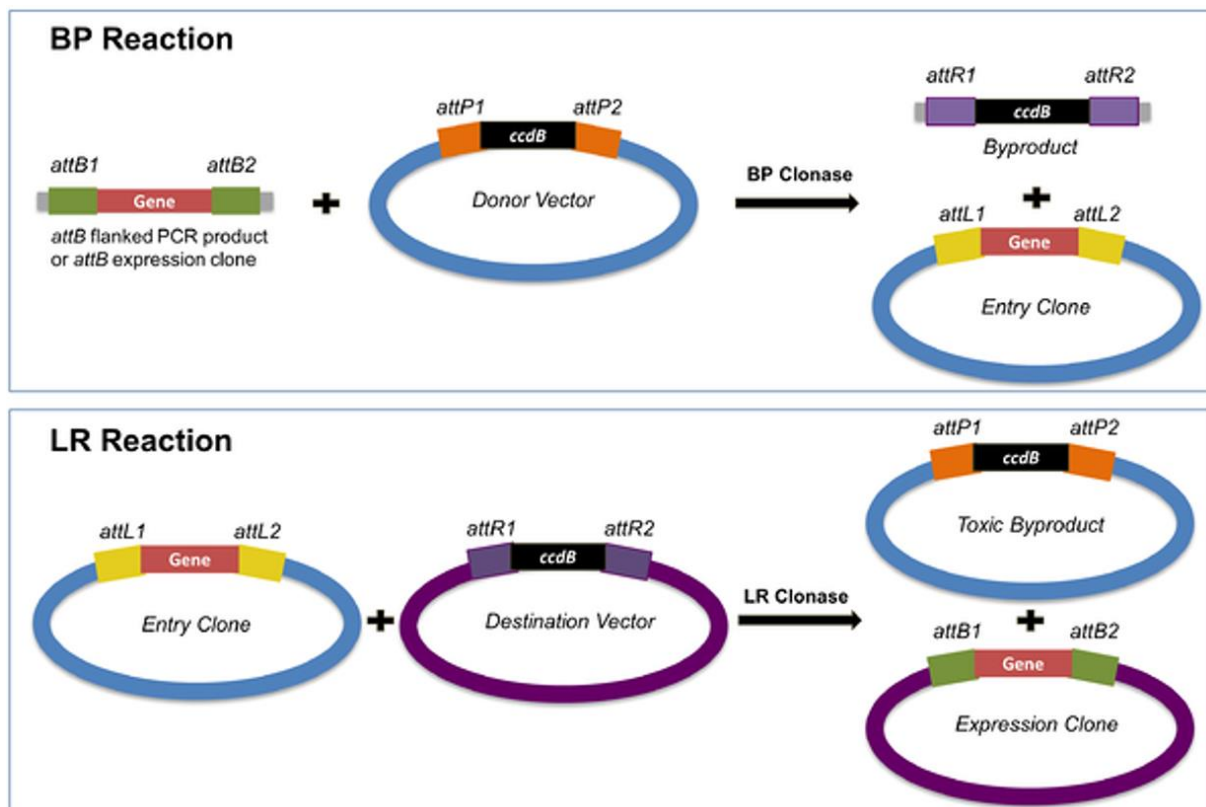 BP Reaction
attB1 attB2
Gene
attB flanked PCR product
or attB expression clone
attP1 attP2
ccdB
Donor Vector
BP Clonase
attR1 attR2
ccdB
Byproduct
attL1 attL2
Gene
Entry Clone
LR Reaction
attL1 attL2
Gene
Entry Clone
attR1 attR2
ccdB
Destination Vector
LR Clonase
attP1 attP2
ccdB
Toxic Byproduct
attB1 attB2
Gene
Expression Clone